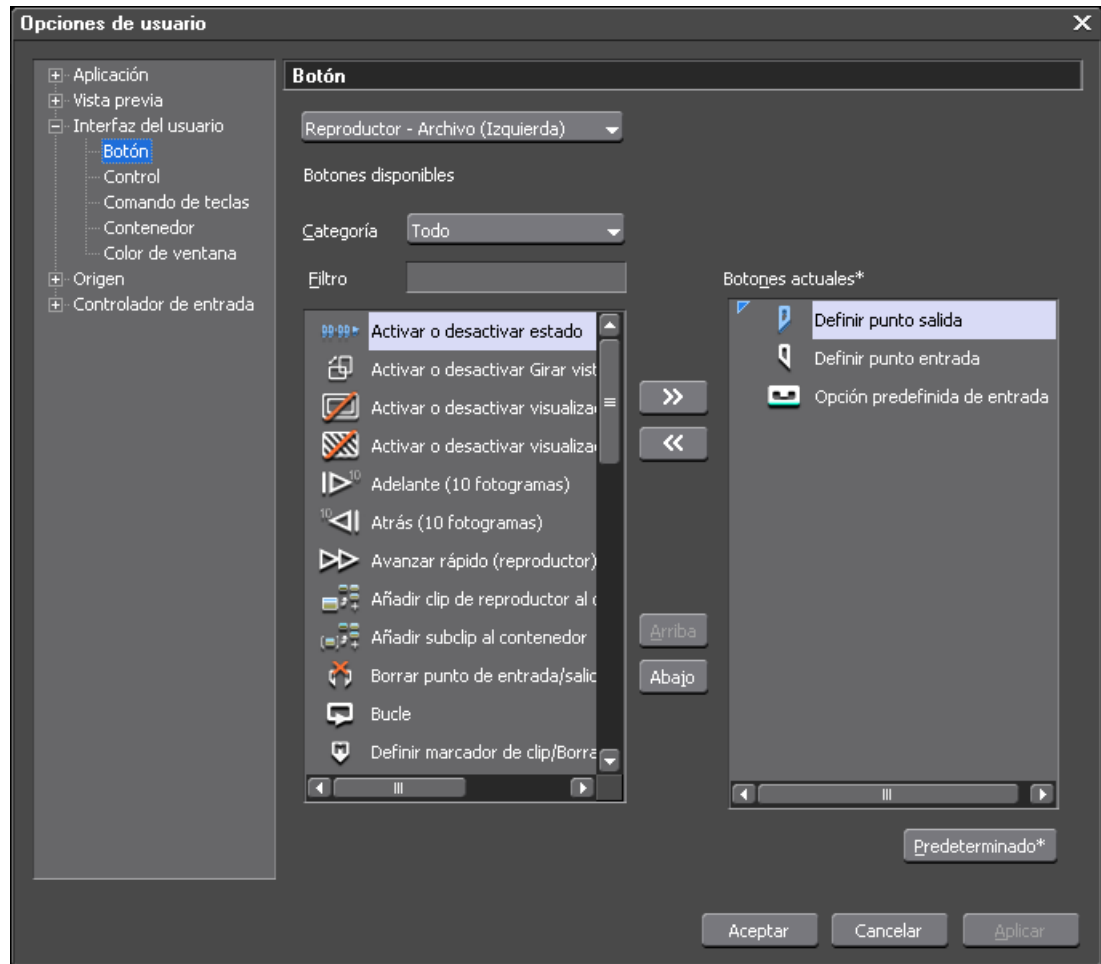 Opciones de usuario
Aplicación
Vista previa
Interfaz del usuario
Botón
Control
Comando de teclas
Contenedor
Color de ventana
Origen
Controlador de entrada
Botón
Reproductor - Archivo (Izquierda)
Botones disponibles
Categoría Todo
Filtro
Activar o desactivar estado
Activar o desactivar Girar vist
Activar o desactivar visualiza
Activar o desactivar visualiza
10 Adelante (10 fotogramas)
10 Atrás (10 fotogramas)
Avanzar rápido (reproductor)
Añadir clip de reproductor al c
Añadir subclip al contenedor
Borrar punto de entrada/salid
Bucle
Definir marcador de clip/Borra
Arriba
Abajo
Botones actuales*
Definir punto salida
Definir punto entrada
Opción predefinida de entrada
Predeterminado*
Aceptar Cancelar Aplicar